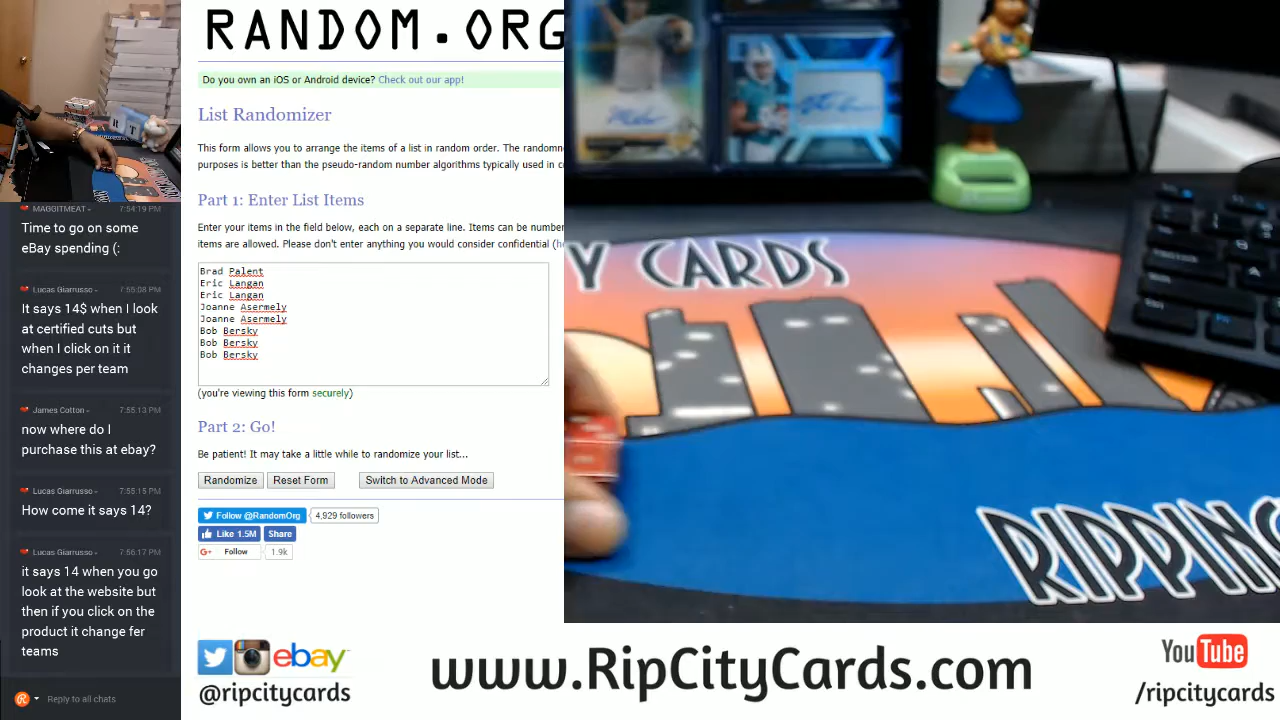 MAGGITMEAT
7:54:19 PM
Time to go on some
eBay spending (:
Lucas Giarrusso
7:55:08 PM
It says 14$ when I look
at certified cuts but
when I click on it it
changes per team
James Cotton
7:55:13 PM
now where do I
purchase this at ebay?
Lucas Giarrusso
7:55:15 PM
How come it says 14?
Lucas Giarrusso
7:56:17 PM
it says 14 when you go
look at the website but
then if you click on the
product it change fer
teams
Reply to all chats
RANDOM.ORG
Do you own an iOS or Android device? Check out our app!
List Randomizer
This form allows you to arrange the items of a list in random order. The randomn
purposes is better than the pseudo-random number algorithms typically used in co
Part 1: Enter List Items
Enter your items in the field below, each on a separate line. Items can be number
items are allowed. Please don't enter anything you would consider confidential (h
Brad Palent
Eric Langan
Eric Langan
Joanne Asermely
Joanne Asermely
Bob Bersky
Bob Bersky
Bob Bersky
(you're viewing this form securely)
Part 2: Go!
Be patient! It may take a little while to randomize your list...
Randomize
Reset Form
Switch to Advanced Mode
Follow @RandomOrg
4,929 followers
Like 1.5M
Share
G+ Follow
1.9k
Y CARDS
RIPPING
ebay
@ripcitycards
www.RipCityCards.com
YouTube
/ripcitycards